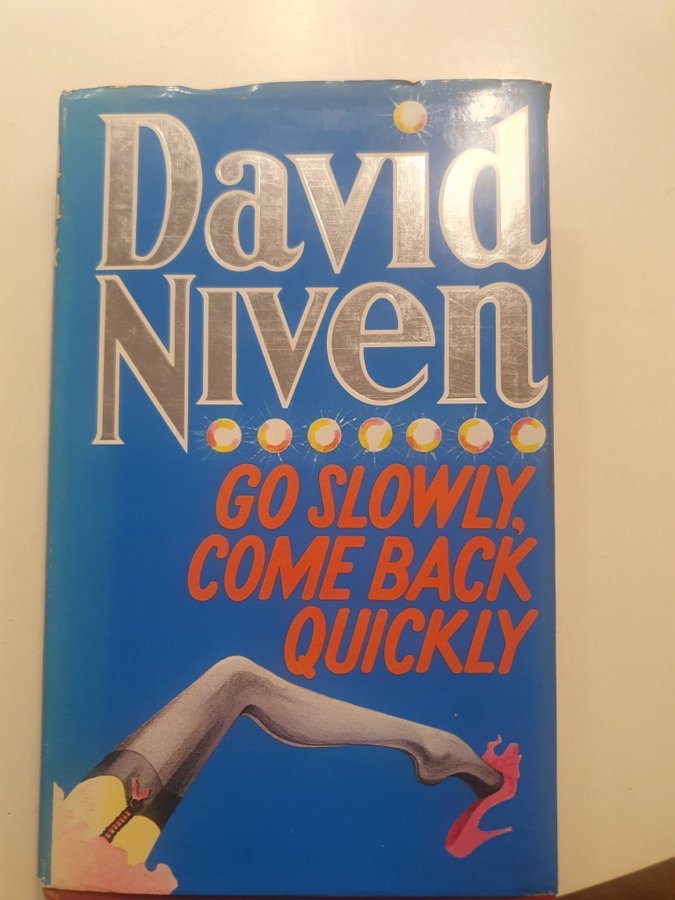 David
Niven
GO SLOWLY,
COME BACK
QUICKLY